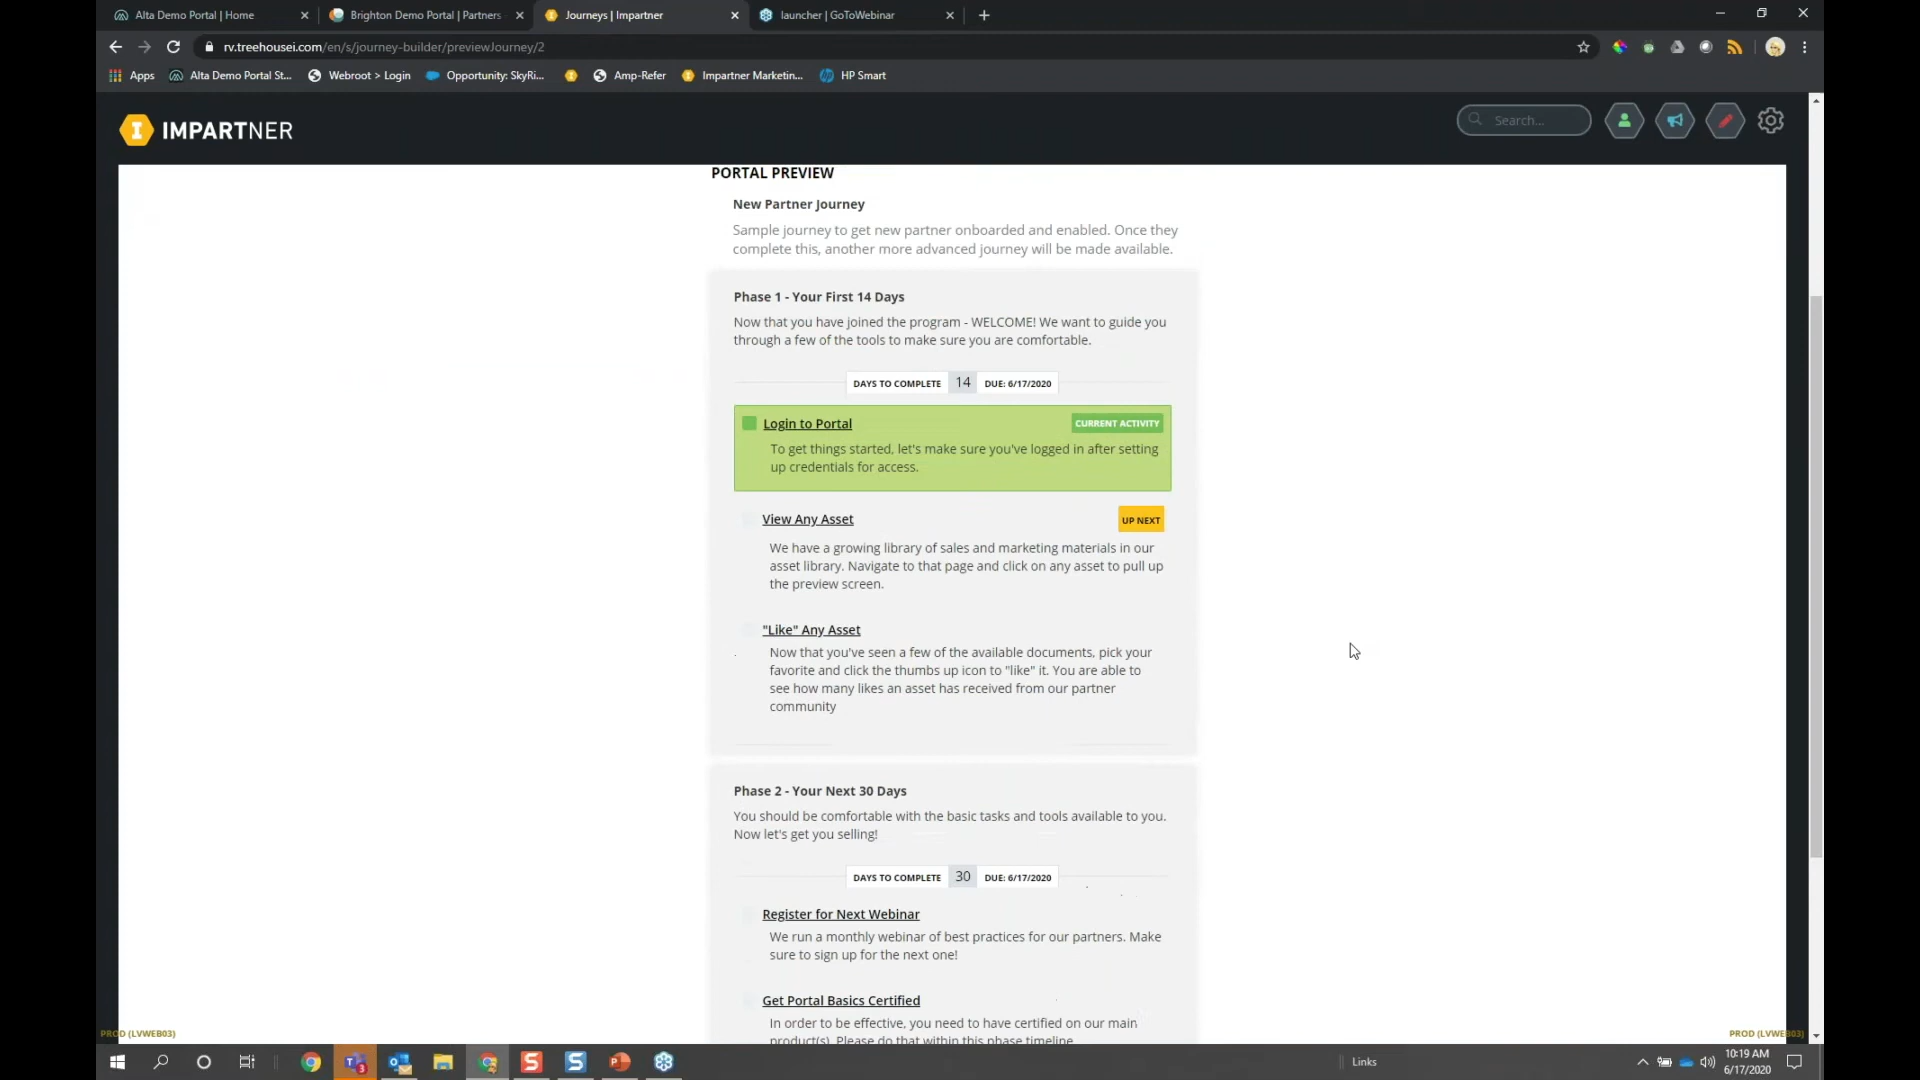 Alta Demo Portal | Home
Brighton Demo Portal | Partners
Journeys | Impartner
launcher | GoToWebinar
rv.treehousei.com/en/s/journey-builder/previewJourney/2
Apps
Alta Demo Portal St...
Webroot > Login
Opportunity: SkyRi...
Amp-Refer
Impartner Marketin...
HP Smart
IMPARTNER
Search...
PORTAL PREVIEW
New Partner Journey
Sample journey to get new partner onboarded and enabled. Once they
complete this, another more advanced journey will be made available.
Phase 1 - Your First 14 Days
Now that you have joined the program - WELCOME! We want to guide you
through a few of the tools to make sure you are comfortable.
DAYS TO COMPLETE 14 DUE: 6/17/2020
Login to Portal
CURRENT ACTIVITY
To get things started, let's make sure you've logged in after setting
up credentials for access.
View Any Asset
UP NEXT
We have a growing library of sales and marketing materials in our
asset library. Navigate to that page and click on any asset to pull up
the preview screen.
"Like" Any Asset
Now that you've seen a few of the available documents, pick your
favorite and click the thumbs up icon to "like" it. You are able to
see how many likes an asset has received from our partner
community
Phase 2 - Your Next 30 Days
You should be comfortable with the basic tasks and tools available to you.
Now let's get you selling!
DAYS TO COMPLETE 30 DUE: 6/17/2020
Register for Next Webinar
We run a monthly webinar of best practices for our partners. Make
sure to sign up for the next one!
Get Portal Basics Certified
In order to be effective, you need to have certified on our main
product(s). Please do that within this phase timeline.
PROD (LVWEB03)
PROD (LVWEB03)
Links
10:19 AM
6/17/2020